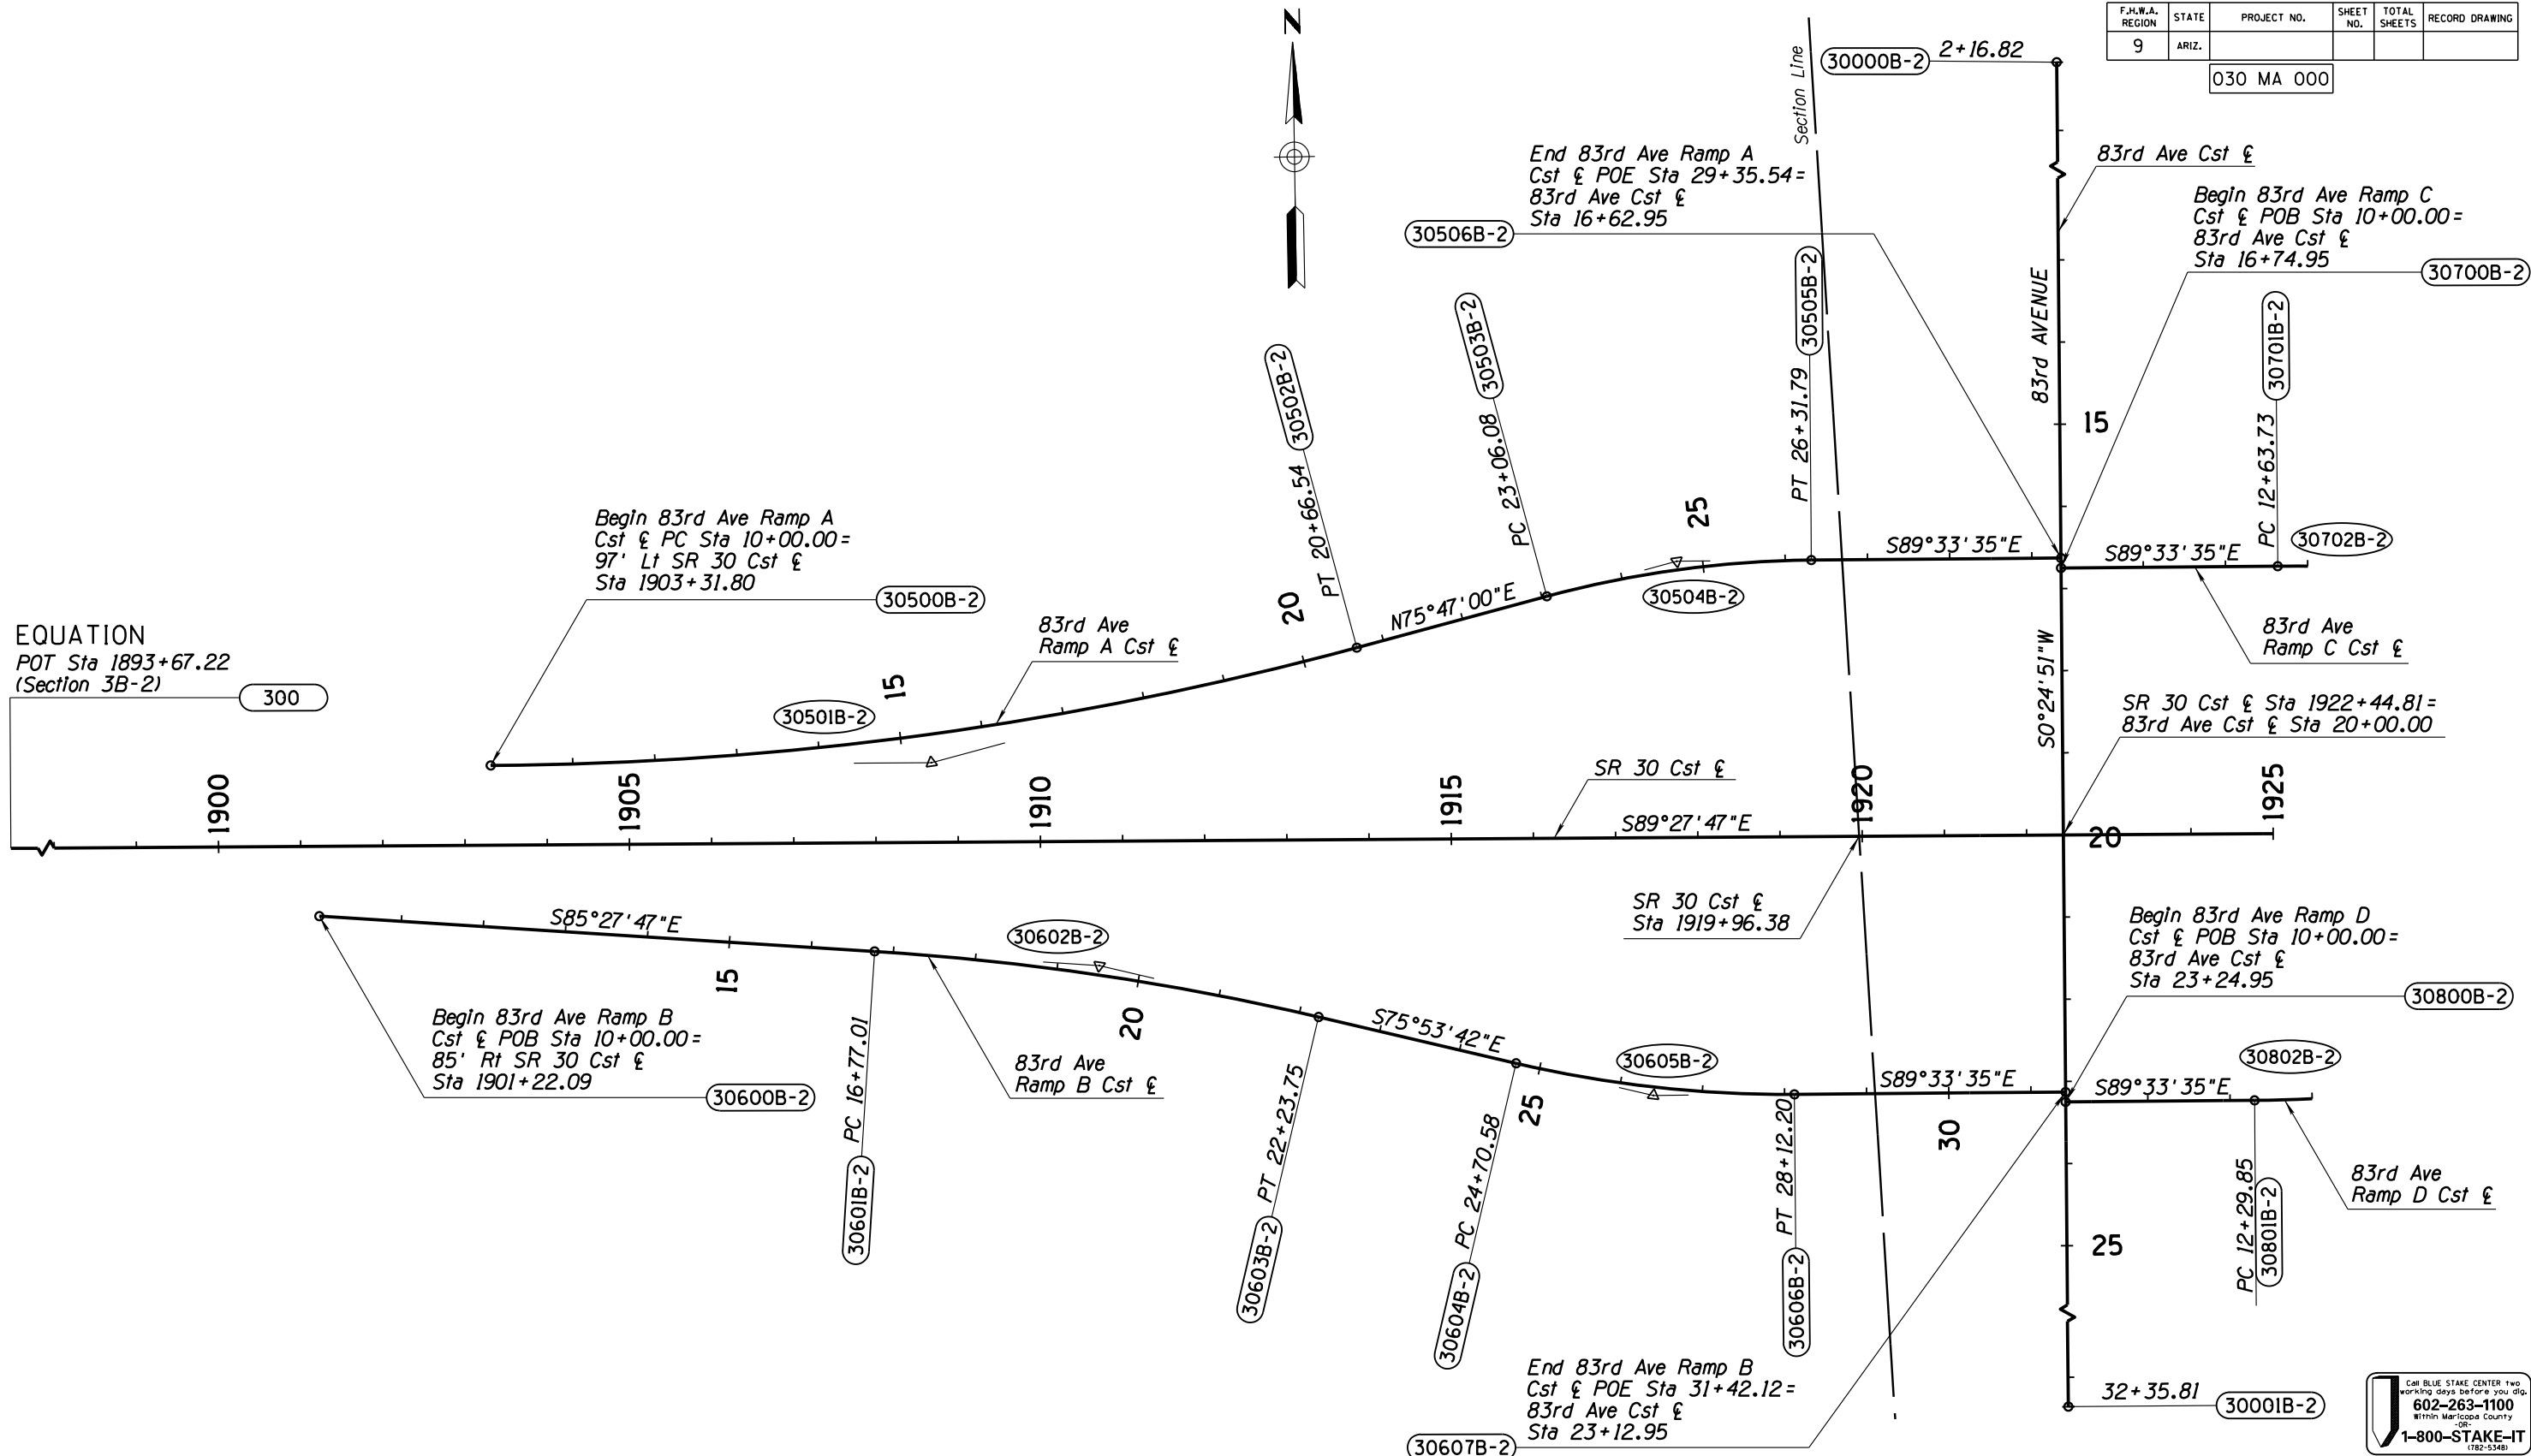 F.H.W.A. REGION
STATE
PROJECT NO.
SHEET NO.
TOTAL SHEETS
RECORD DRAWING
9
ARIZ.
030 MA 000
N
Section Line
30000B-2
2+16.82
83rd Ave Cst ℄
End 83rd Ave Ramp A
Cst ℄ POE Sta 29+35.54=
83rd Ave Cst ℄
Sta 16+62.95
30506B-2
Begin 83rd Ave Ramp C
Cst ℄ POB Sta 10+00.00=
83rd Ave Cst ℄
Sta 16+74.95
30700B-2
83rd AVENUE
15
30502B-2
PT 20+66.54
30503B-2
PC 23+06.08
30505B-2
PT 26+31.79
30701B-2
PC 12+63.73
30702B-2
Begin 83rd Ave Ramp A
Cst ℄ PC Sta 10+00.00=
97' Lt SR 30 Cst ℄
Sta 1903+31.80
30500B-2
25
S89°33'35"E
S89°33'35"E
30504B-2
N75°47'00"E
20
EQUATION
POT Sta 1893+67.22
(Section 3B-2)
300
83rd Ave
Ramp A Cst ℄
83rd Ave
Ramp C Cst ℄
15
30501B-2
S0°24'51"W
SR 30 Cst ℄ Sta 1922+44.81=
83rd Ave Cst ℄ Sta 20+00.00
SR 30 Cst ℄
1900
1905
1910
1915
1920
1925
S89°27'47"E
20
SR 30 Cst ℄
Sta 1919+96.38
S85°27'47"E
30602B-2
15
20
Begin 83rd Ave Ramp D
Cst ℄ POB Sta 10+00.00=
83rd Ave Cst ℄
Sta 23+24.95
30800B-2
Begin 83rd Ave Ramp B
Cst ℄ POB Sta 10+00.00=
85' Rt SR 30 Cst ℄
Sta 1901+22.09
30600B-2
PC 16+77.01
30601B-2
83rd Ave
Ramp B Cst ℄
S75°53'42"E
30605B-2
30802B-2
S89°33'35"E
S89°33'35"E
PT 22+23.75
30603B-2
PC 24+70.58
30604B-2
25
PT 28+12.20
30606B-2
30
PC 12+29.85
30801B-2
83rd Ave
Ramp D Cst ℄
25
End 83rd Ave Ramp B
Cst ℄ POE Sta 31+42.12=
83rd Ave Cst ℄
Sta 23+12.95
30607B-2
32+35.81
30001B-2
Call BLUE STAKE CENTER two
working days before you dig.
602–263–1100
Within Maricopa County
-OR-
1–800–STAKE–IT
(782-5348)